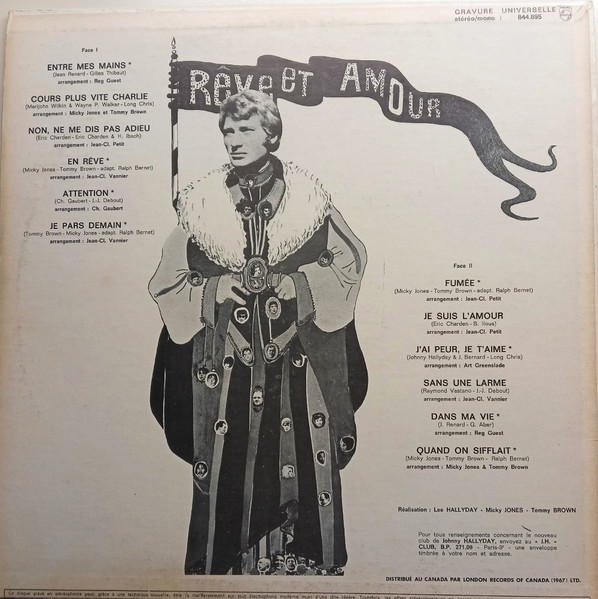 GRAVURE UNIVERSELLE
stéréo/mono | 844.895
PHILIPS
RÊVE ET AMOUR
Face I
ENTRE MES MAINS *
(Jean Renard - Gilles Thibaut)
arrangement : Reg Guest
COURS PLUS VITE CHARLIE
(Marijohn Wilkin & Wayne P. Walker - Long Chris)
arrangement : Micky Jones et Tommy Brown
NON, NE ME DIS PAS ADIEU
(Eric Charden - Eric Charden & H. Ibach)
arrangement : Jean-Cl. Petit
EN RÊVE *
(Micky Jones - Tommy Brown - adapt. Ralph Bernet)
arrangement : Jean-Cl. Vannier
ATTENTION *
(Ch. Gaubert - J.-J. Debout)
arrangement : Ch. Gaubert
JE PARS DEMAIN *
(Tommy Brown - Micky Jones - adapt. Ralph Bernet)
arrangement : Jean-Cl. Vannier
Face II
FUMÉE *
(Micky Jones - Tommy Brown - adapt. Ralph Bernet)
arrangement : Jean-Cl. Petit
JE SUIS L'AMOUR
(Eric Charden - B. Ilous)
arrangement : Jean-Cl. Petit
J'AI PEUR, JE T'AIME *
(Johnny Hallyday & J. Bernard - Long Chris)
arrangement : Art Greenslade
SANS UNE LARME
(Raymond Vastano - J.-J. Debout)
arrangement : Jean-Cl. Vannier
DANS MA VIE *
(J. Renard - G. Aber)
arrangement : Reg Guest
QUAND ON SIFFLAIT *
(Micky Jones - Tommy Brown - Ralph Bernet)
arrangement : Micky Jones & Tommy Brown
Réalisation : Lee HALLYDAY - Micky JONES - Tommy BROWN
Pour tous renseignements concernant le nouveau
club de Johnny HALLYDAY, envoyez au « J.H. »
CLUB, B.P. 271.09 - Paris-9e - une enveloppe
timbrée à votre nom et adresse.
DISTRIBUÉ AU CANADA PAR LONDON RECORDS OF CANADA (1967) LTD.